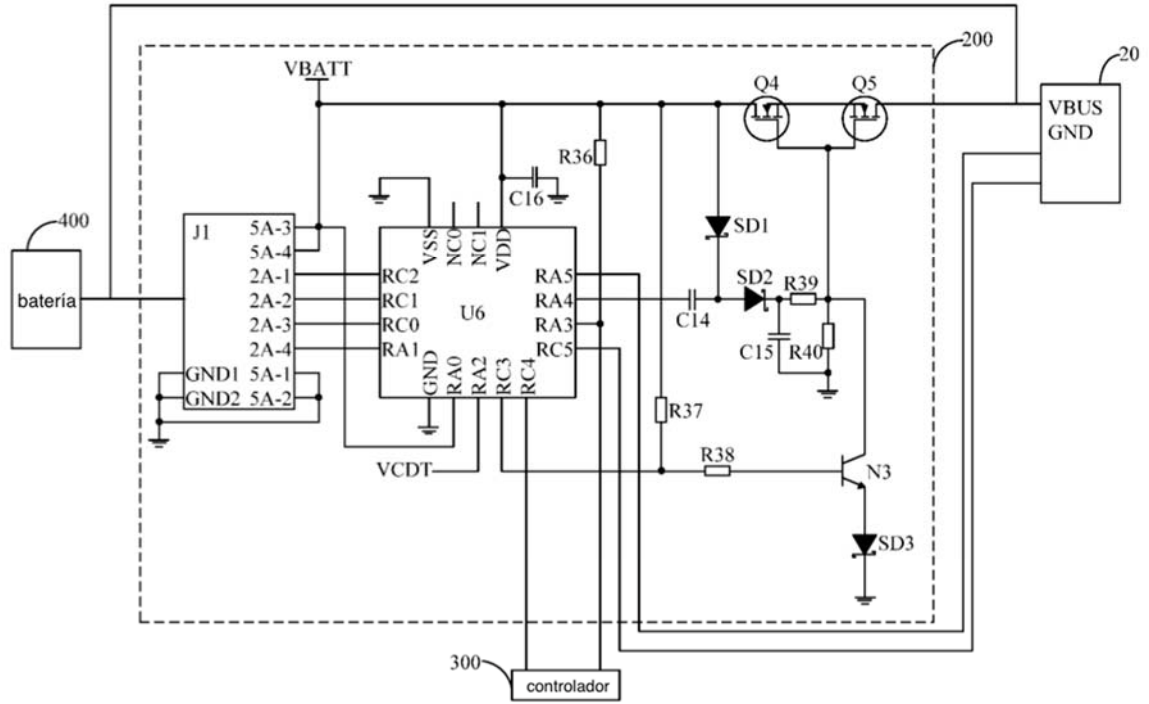 200
VBATT
Q4
Q5
20
VBUS
GND
R36
C16
400
J1
5A-3
5A-4
2A-1
2A-2
2A-3
2A-4
GND1
5A-1
GND2
5A-2
batería
VSS
NC0
NC1
VDD
RC2
RC1
RC0
RA1
U6
RA5
RA4
RA3
RC5
GND
RA0
RA2
RC3
RC4
SD1
SD2
R39
C14
C15
R40
R37
VCDT
R38
N3
SD3
300
controlador